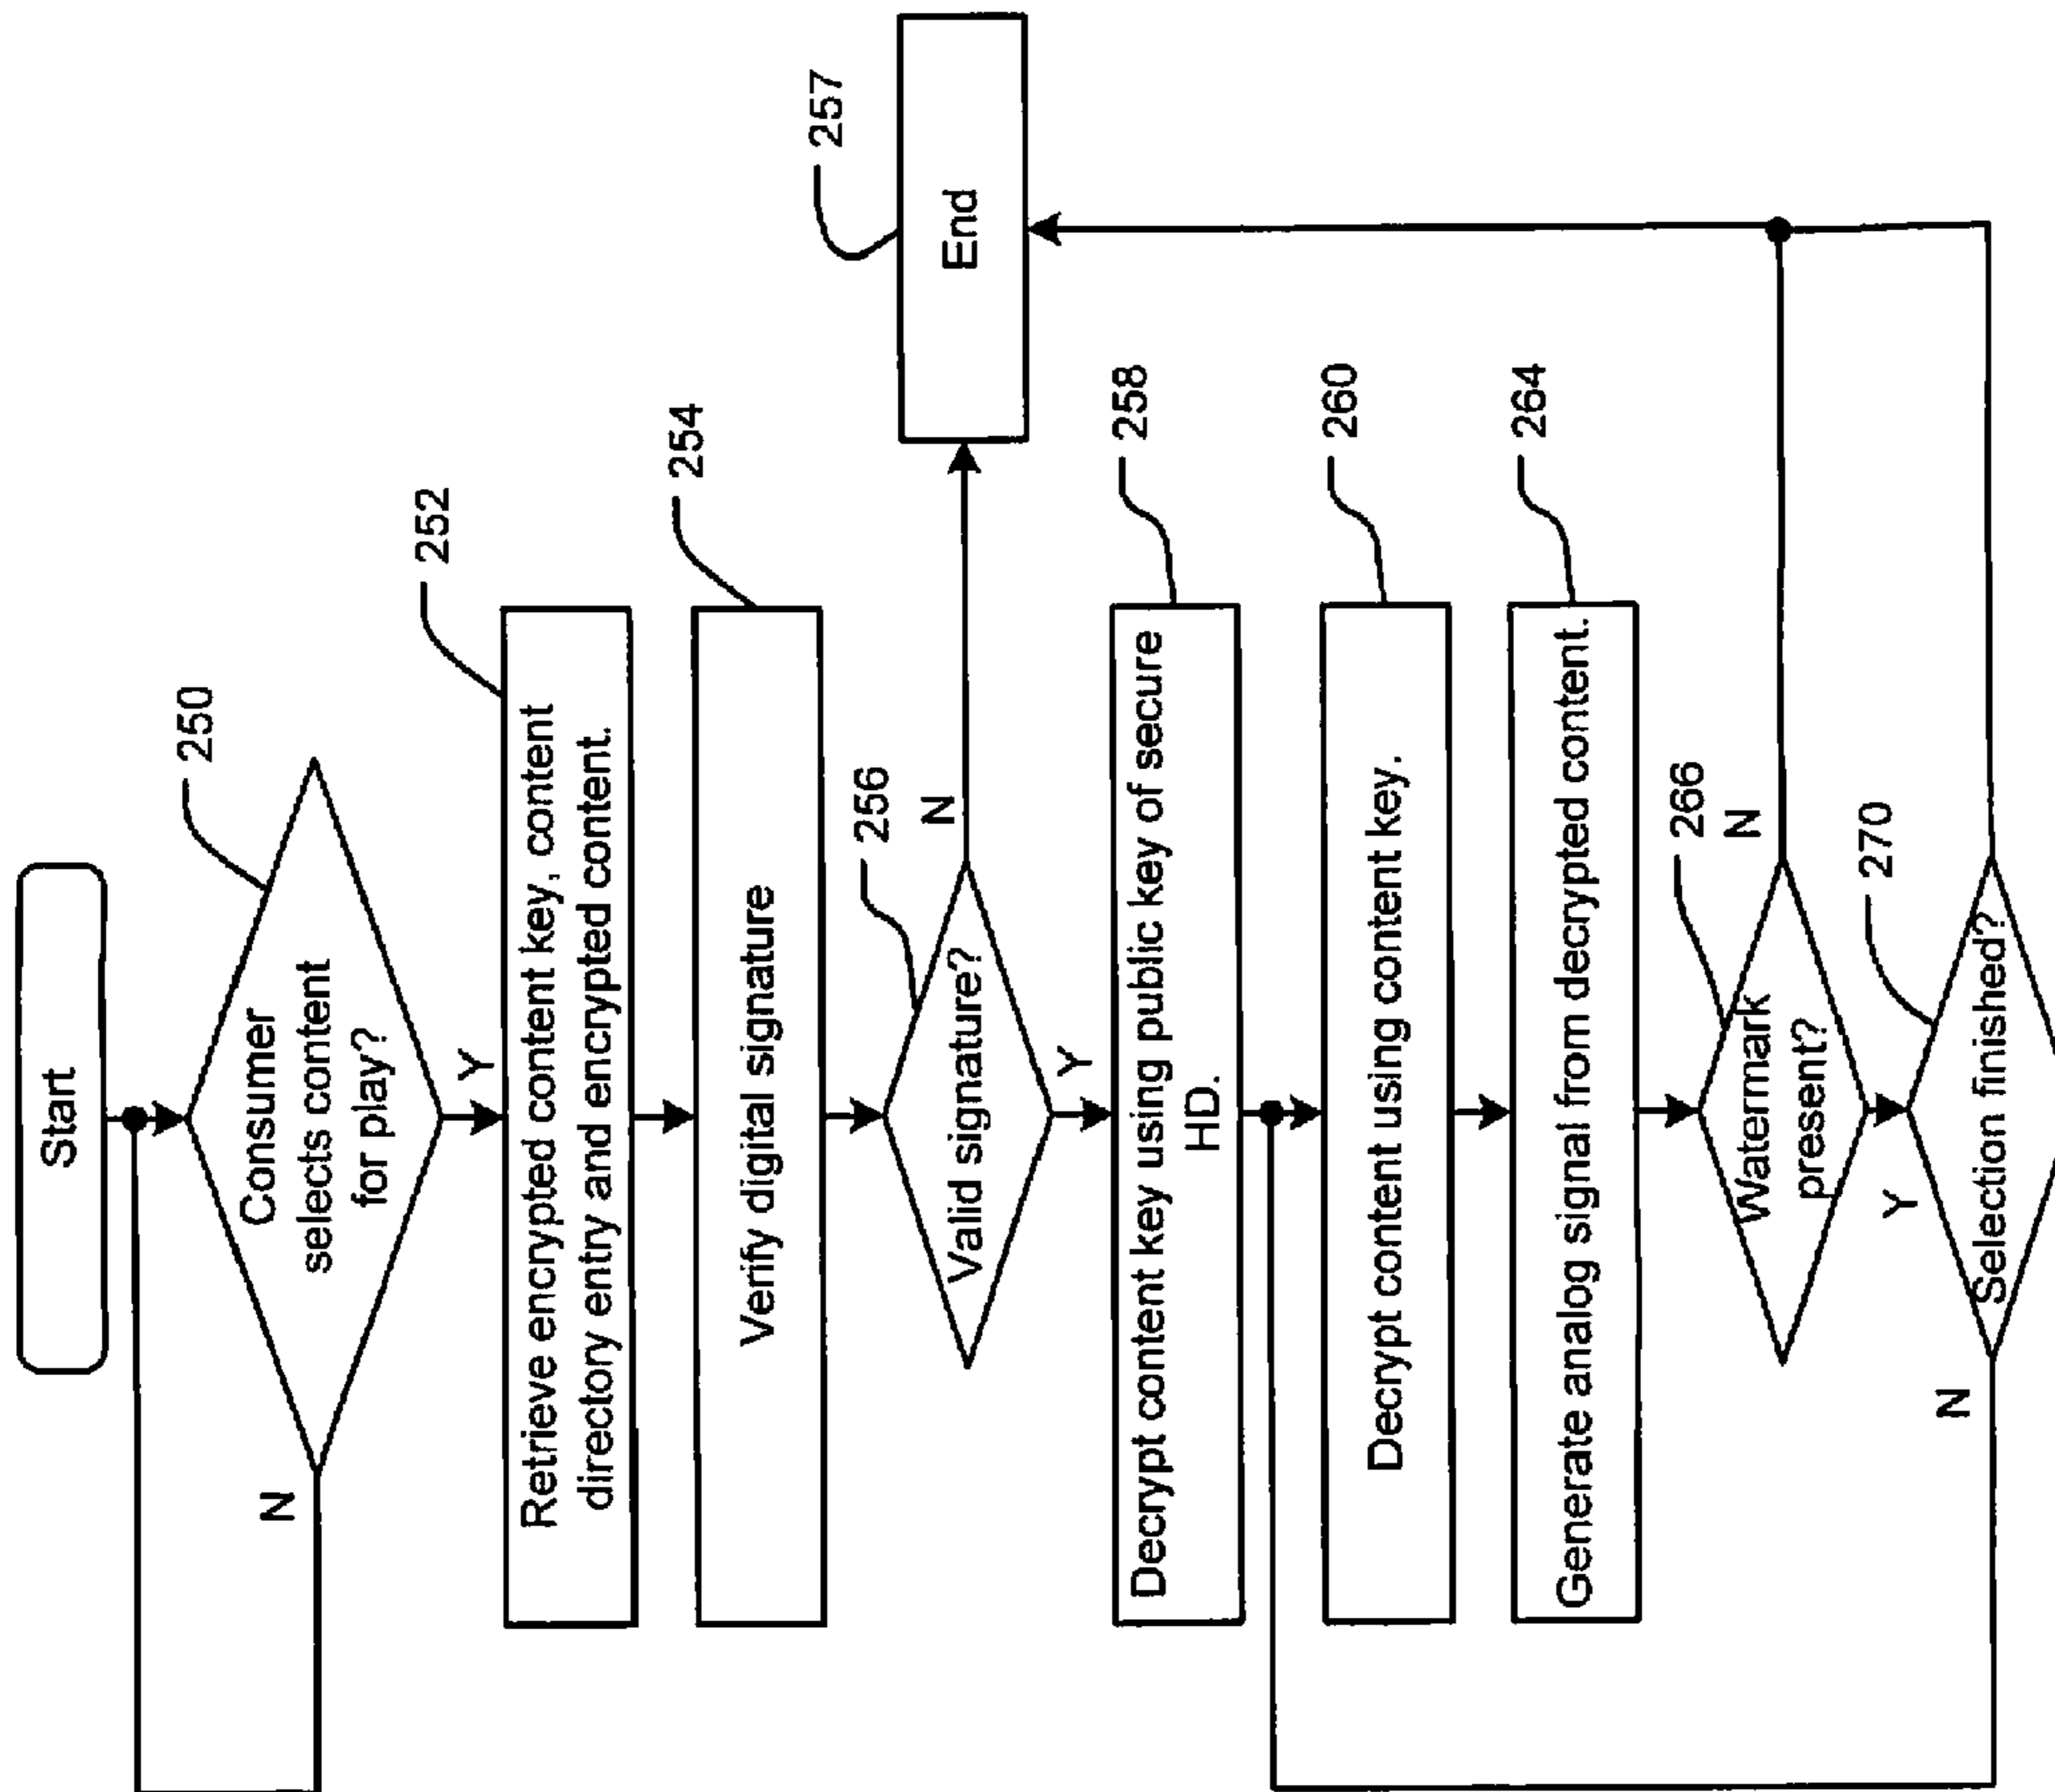 Start
250
Consumer
selects content
for play?
N
Y
252
Retrieve encrypted content key, content
directory entry and encrypted content.
254
Verify digital signature
256
Valid signature?
N
257
End
Y
258
Decrypt content key using public key of secure
HD.
260
Decrypt content using content key.
264
Generate analog signal from decrypted content.
266
Watermark
present?
N
Y
270
Selection finished?
N